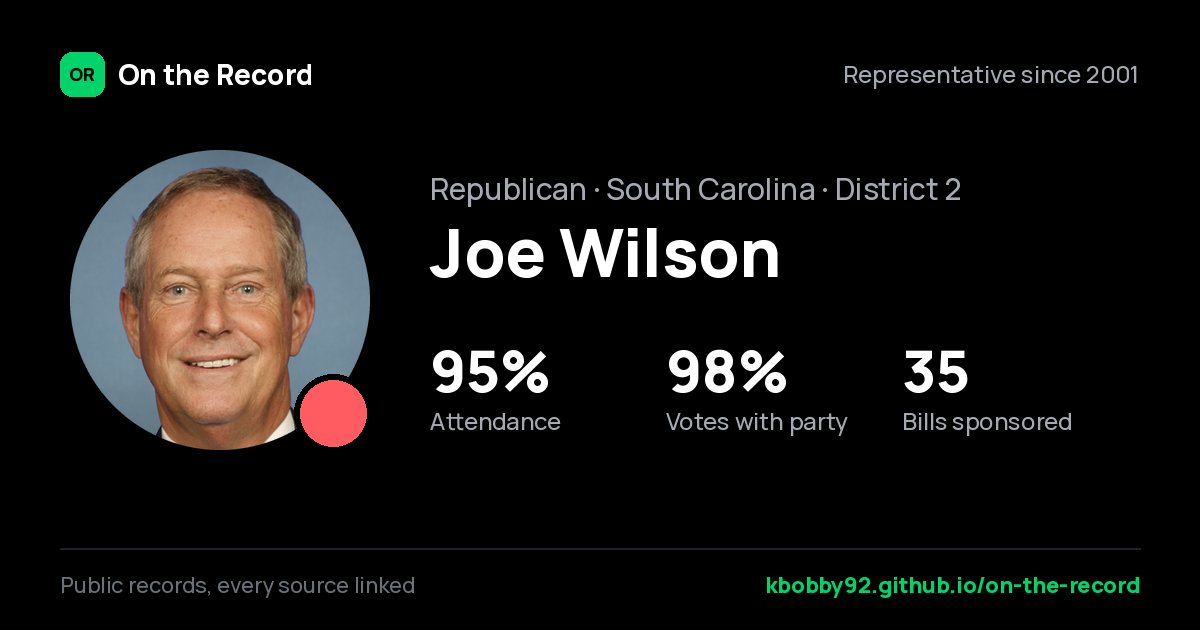 OR On the Record
Representative since 2001
Republican · South Carolina · District 2
Joe Wilson
95% 98% 35
Attendance Votes with party Bills sponsored
Public records, every source linked
kbobby92.github.io/on-the-record